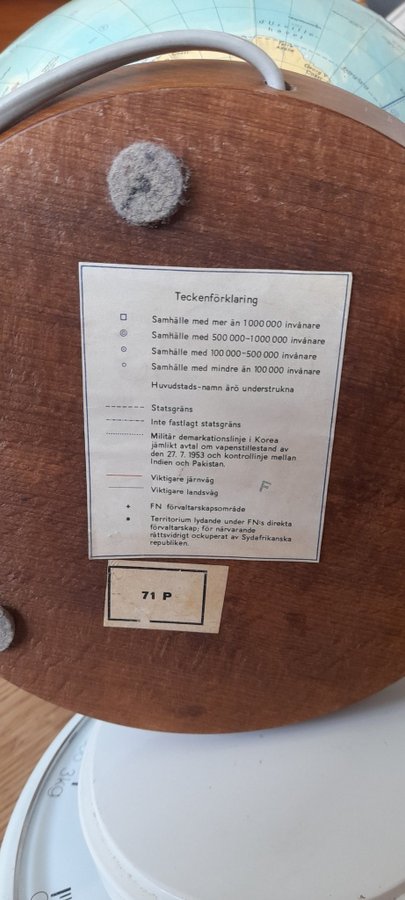 d'Urville-
havet
Teckenförklaring
Samhälle med mer än 1 000 000 invånare
Samhälle med 500 000–1 000 000 invånare
Samhälle med 100 000–500 000 invånare
Samhälle med mindre än 100 000 invånare
Huvudstads-namn äro understrukna
Statsgräns
Inte fastlagt statsgräns
Militär demarkationslinje i Korea
jämlikt avtal om vapenstillestand av
den 27. 7. 1953 och kontrollinje mellan
Indien och Pakistan.
Viktigare järnväg
Viktigare landsväg
F
FN förvaltarskapsområde
Territorium lydande under FN:s direkta
förvaltarskap; för närvarande
rättsvidrigt ockuperat av Sydafrikanska
republiken.
71 P
3kg